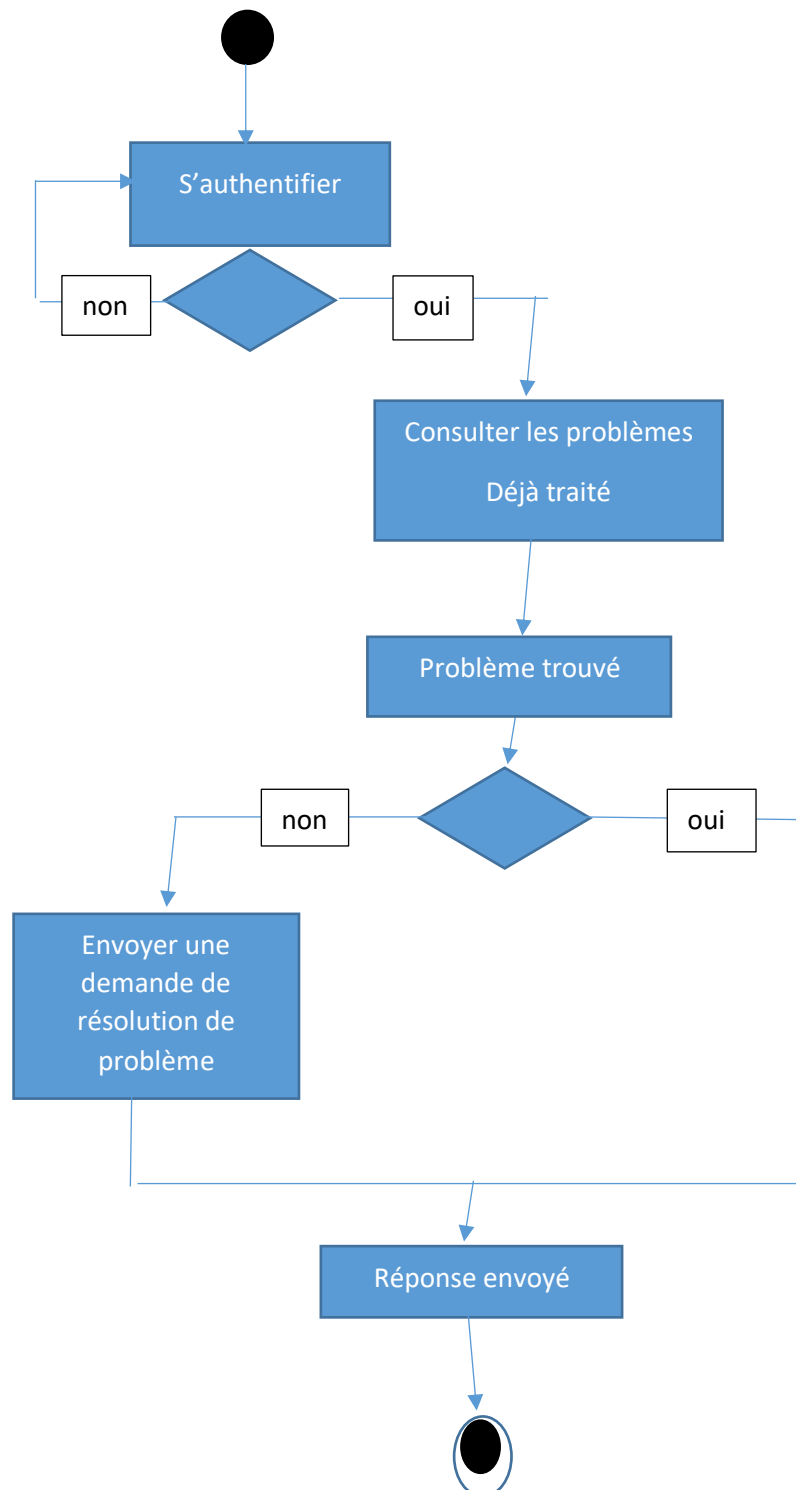 S’authentifier
non
oui
Consulter les problèmes
Déjà traité
Problème trouvé
non
oui
Envoyer une
demande de
résolution de
problème
Réponse envoyé